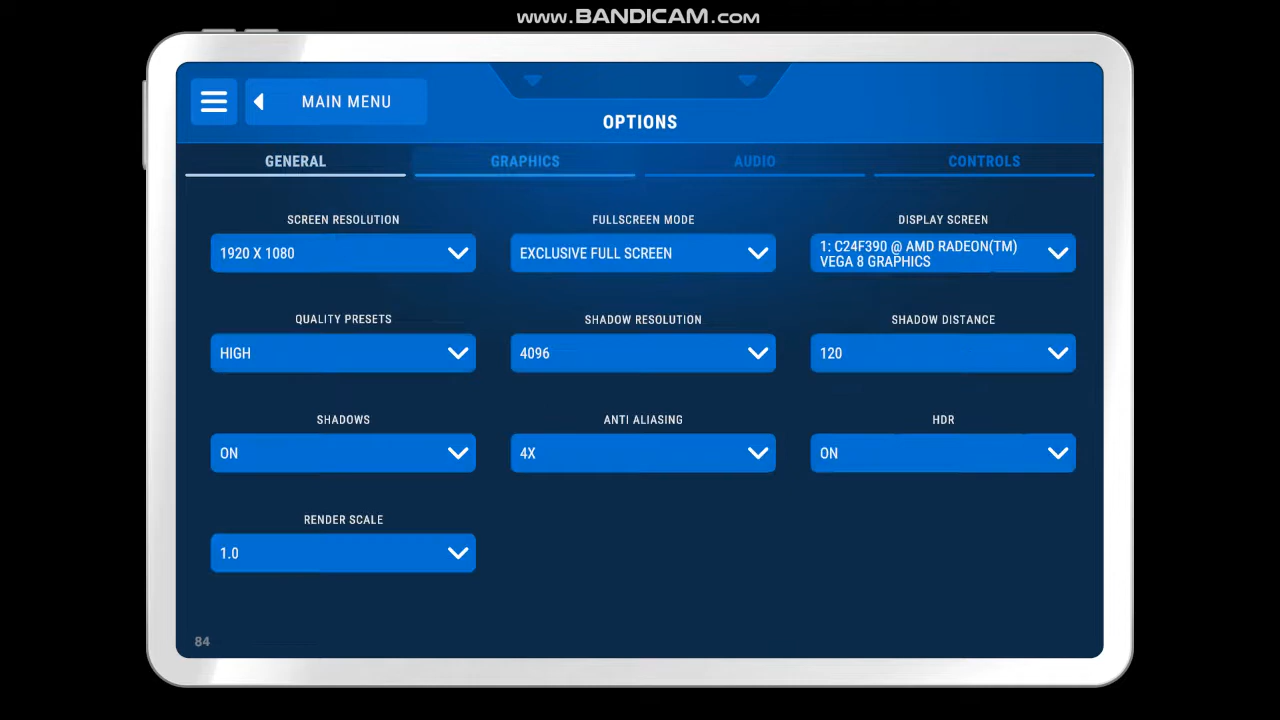 www.BANDICAM.com
MAIN MENU
OPTIONS
GENERAL
GRAPHICS
AUDIO
CONTROLS
SCREEN RESOLUTION
FULLSCREEN MODE
DISPLAY SCREEN
1920 X 1080
EXCLUSIVE FULL SCREEN
1: C24F390 @ AMD RADEON(TM)
VEGA 8 GRAPHICS
QUALITY PRESETS
SHADOW RESOLUTION
SHADOW DISTANCE
HIGH
4096
120
SHADOWS
ANTI ALIASING
HDR
ON
4X
ON
RENDER SCALE
1.0
84